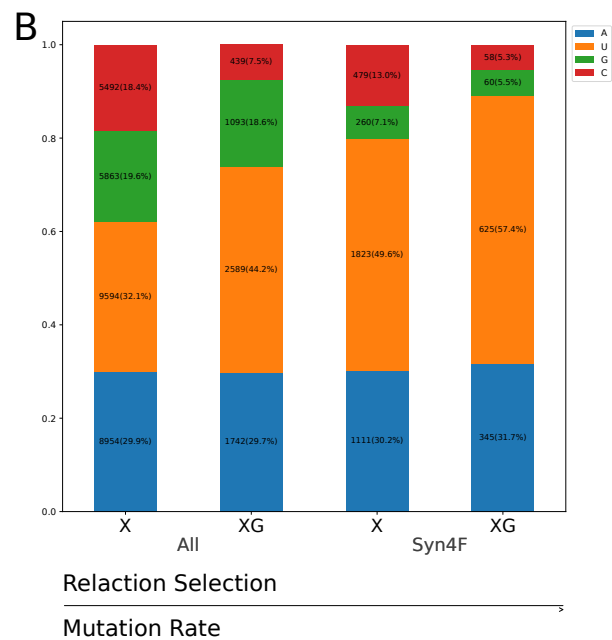 B
A
U
G
C
1.0
0.8
0.6
0.4
0.2
0.0
5492(18.4%)
5863(19.6%)
9594(32.1%)
8954(29.9%)
439(7.5%)
1093(18.6%)
2589(44.2%)
1742(29.7%)
479(13.0%)
260(7.1%)
1823(49.6%)
1111(30.2%)
58(5.3%)
60(5.5%)
625(57.4%)
345(31.7%)
X XG X XG
All Syn4F
Relaction Selection
Mutation Rate